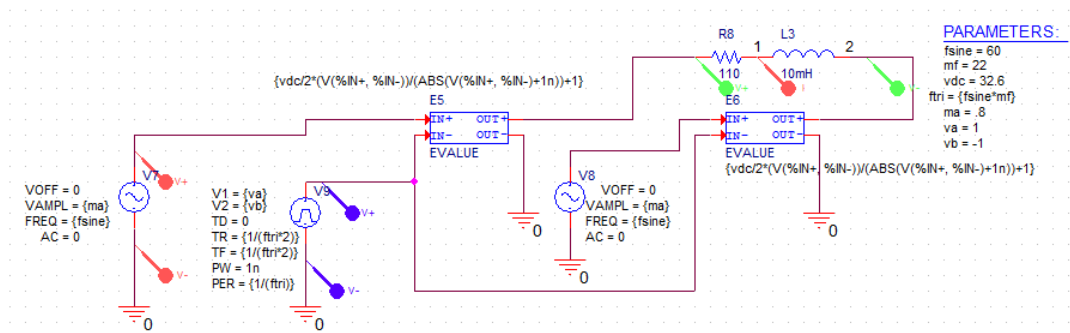 R8
1
L3
2
110
10mH
V+
I
V-
PARAMETERS:
fsine = 60
mf = 22
vdc = 32.6
ftri = {fsine*mf}
ma = .8
va = 1
vb = -1
{vdc/2*(V(%IN+, %IN-))/(ABS(V(%IN+, %IN-)+1n))+1}
E5
IN+ OUT+
IN- OUT-
EVALUE
E6
IN+ OUT+
IN- OUT-
EVALUE
{vdc/2*(V(%IN+, %IN-))/(ABS(V(%IN+, %IN-)+1n))+1}
V7
V+
VOFF = 0
VAMPL = {ma}
FREQ = {fsine}
AC = 0
V-
0
V9
V+
V1 = {va}
V2 = {vb}
TD = 0
TR = {1/(ftri*2)}
TF = {1/(ftri*2)}
PW = 1n
PER = {1/(ftri)}
V-
0
0
V8
VOFF = 0
VAMPL = {ma}
FREQ = {fsine}
AC = 0
0
0